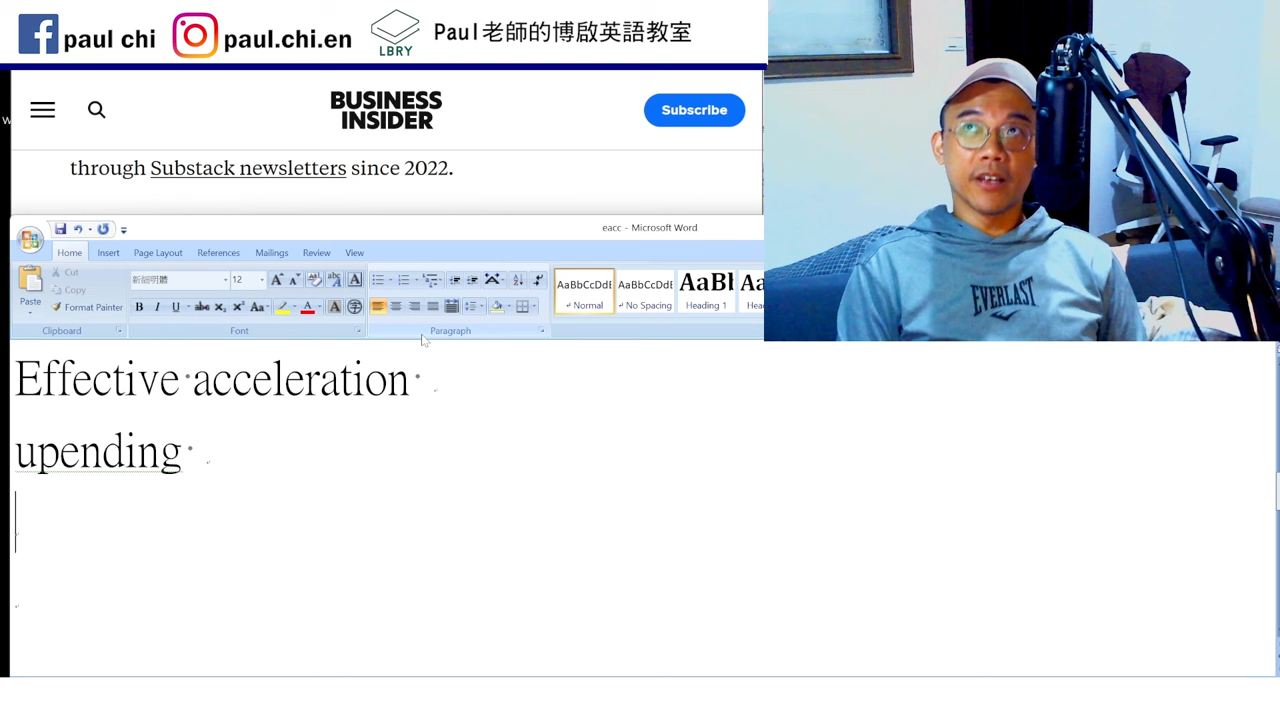 paul chi
paul.chi.en
LBRY
Paul老師的博啟英語教室
BUSINESS
INSIDER
Subscribe
through Substack newsletters since 2022.
eacc - Microsoft Word
Home Insert Page Layout References Mailings Review View
Cut
Copy
Format Painter
Paste
新細明體 12
AaBbCcDdE AaBbCcDdE AaBb Aa
Normal No Spacing Heading 1 Hea
Clipboard Font Paragraph
Effective acceleration
upending
EVERLAST